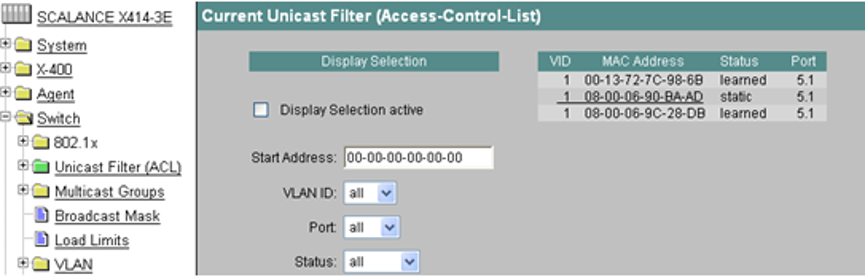 SCALANCE X414-3E
System
X-400
Agent
Switch
802.1x
Unicast Filter (ACL)
Multicast Groups
Broadcast Mask
Load Limits
VLAN
Current Unicast Filter (Access-Control-List)
Display Selection
Display Selection active
Start Address: 00-00-00-00-00-00
VLAN ID: all
Port: all
Status: all
VID MAC Address Status Port
1 00-13-72-7C-98-6B learned 5.1
1 08-00-06-90-BA-AD static 5.1
1 08-00-06-9C-28-DB learned 5.1